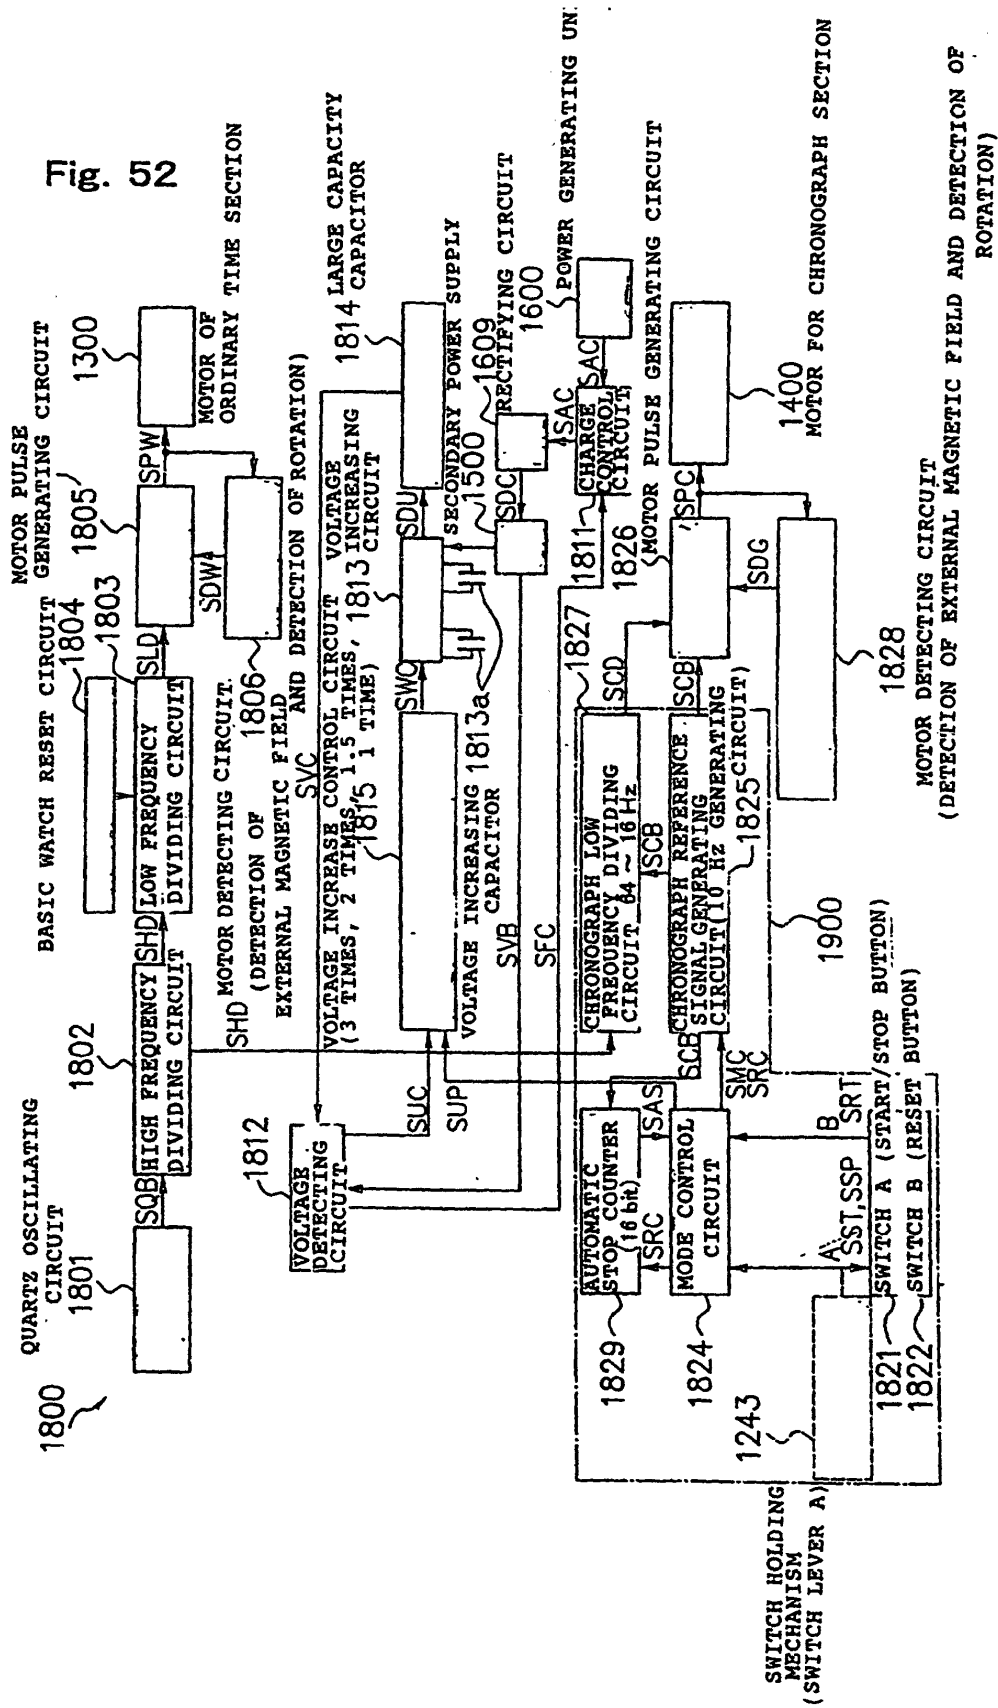 Fig. 52
1800
QUARTZ OSCILLATING
CIRCUIT
1801
SQB
1802
HIGH FREQUENCY
DIVIDING CIRCUIT
SHD
BASIC WATCH RESET CIRCUIT
1804
1803
LOW FREQUENCY
DIVIDING CIRCUIT
SLD
MOTOR PULSE
GENERATING CIRCUIT
1805
SPW
1300
MOTOR OF
ORDINARY TIME SECTION
SDW
1806
MOTOR DETECTING CIRCUIT
(DETECTION OF
EXTERNAL MAGNETIC FIELD
AND DETECTION OF ROTATION)
SHD
SVC
1812
VOLTAGE
DETECTING
CIRCUIT
SUC
SUP
VOLTAGE INCREASE CONTROL CIRCUIT
(3 TIMES, 2 TIMES, 1.5 TIMES,
1 TIME)
1815
SWC
VOLTAGE
INCREASING
CIRCUIT
1813
1813a
VOLTAGE INCREASING
CAPACITOR
SDU
1814
LARGE CAPACITY
CAPACITOR
SECONDARY POWER SUPPLY
1500
SDC
1609
RECTIFYING CIRCUIT
SVB
SFC
SAC
1811
CHARGE
CONTROL
CIRCUIT
SAC
1600
POWER GENERATING UN
1827
CHRONOGRAPH LOW
FREQUENCY DIVIDING
CIRCUIT 64 ~ 16 Hz
SCD
SCB
CHRONOGRAPH REFERENCE
SIGNAL GENERATING
CIRCUIT(10 HZ GENERATING
CIRCUIT)
1825
SCB
1826
(MOTOR PULSE GENERATING CIRCUIT
SPC
1400
MOTOR FOR CHRONOGRAPH SECTION
SDG
1828
MOTOR DETECTING CIRCUIT
(DETECTION OF EXTERNAL MAGNETIC FIELD AND DETECTION OF
ROTATION)
1900
SCB
SMC
SRC
AUTOMATIC
STOP COUNTER
(16 bit)
1829
SAS
SRC
MODE CONTROL
CIRCUIT
1824
A
SST,SSP
B
SRT
1243
SWITCH HOLDING
MECHANISM
(SWITCH LEVER A)
SWITCH A (START/STOP BUTTON)
1821
SWITCH B (RESET BUTTON)
1822